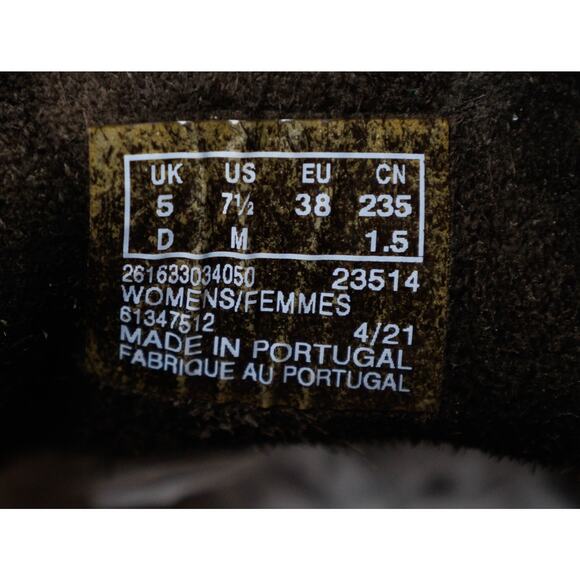 UK US EU CN
5 7½ 38 235
D M 1.5
261633034050 23514
WOMENS/FEMMES
61347512 4/21
MADE IN PORTUGAL
FABRIQUE AU PORTUGAL